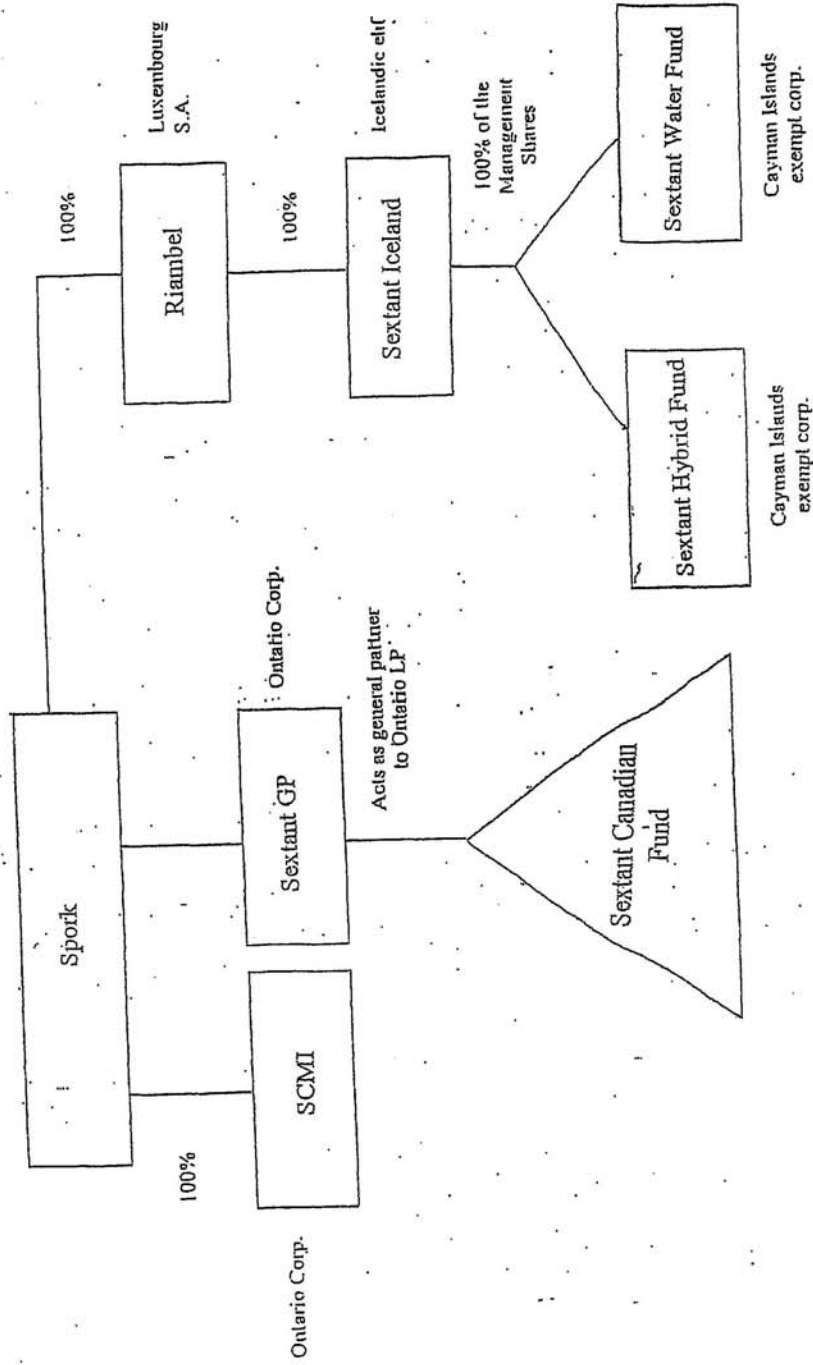 Spork
100%
100%
Ontario Corp.
SCMI
Sextant GP
Ontario Corp.
Riambel
Luxembourg
S.A.
Acts as general partner
to Ontario LP
100%
Sextant Iceland
Icelandic ehf
100% of the
Management
Shares
Sextant Canadian
Fund
Sextant Hybrid Fund
Cayman Islands
exempt corp.
Sextant Water Fund
Cayman Islands
exempt corp.